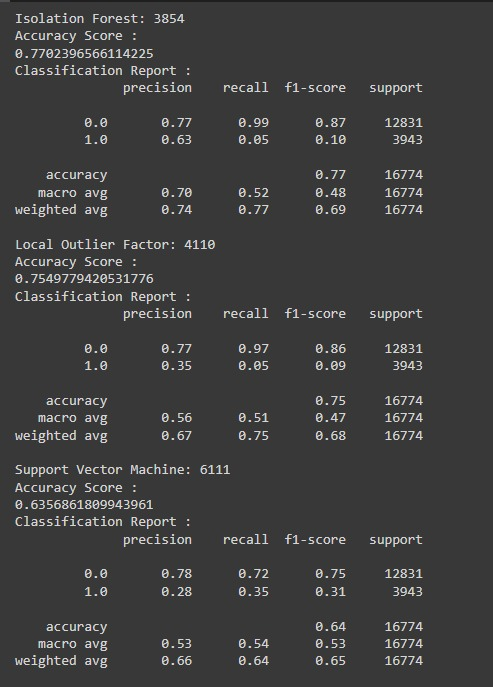 Isolation Forest: 3854
Accuracy Score :
0.7702396566114225
Classification Report :
precision recall f1-score support
0.0 0.77 0.99 0.87 12831
1.0 0.63 0.05 0.10 3943
accuracy 0.77 16774
macro avg 0.70 0.52 0.48 16774
weighted avg 0.74 0.77 0.69 16774
Local Outlier Factor: 4110
Accuracy Score :
0.7549779420531776
Classification Report :
precision recall f1-score support
0.0 0.77 0.97 0.86 12831
1.0 0.35 0.05 0.09 3943
accuracy 0.75 16774
macro avg 0.56 0.51 0.47 16774
weighted avg 0.67 0.75 0.68 16774
Support Vector Machine: 6111
Accuracy Score :
0.6356861809943961
Classification Report :
precision recall f1-score support
0.0 0.78 0.72 0.75 12831
1.0 0.28 0.35 0.31 3943
accuracy 0.64 16774
macro avg 0.53 0.54 0.53 16774
weighted avg 0.66 0.64 0.65 16774